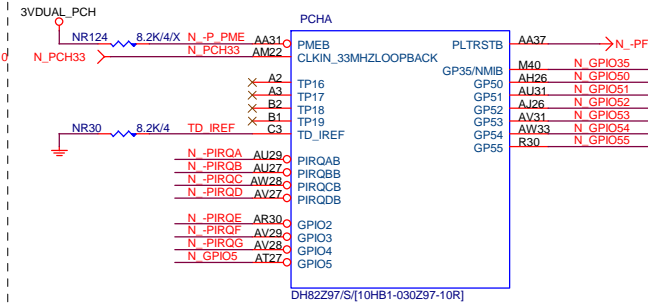 3VDUAL_PCH
PCHA
NR124 8.2K/4/X N_-P_PME AA31 PMEB PLTRSTB AA37 N_-PF
0 N_PCH33 N_PCH33 AM22 CLKIN_33MHZLOOPBACK
GP35/NMIB M40 N_GPIO35
A2 TP16 GP50 AH26 N_GPIO50
A3 TP17 GP51 AU31 N_GPIO51
B2 TP18 GP52 AJ26 N_GPIO52
B1 TP19 GP53 AV31 N_GPIO53
NR30 8.2K/4 TD_IREF C3 TD_IREF GP54 AW33 N_GPIO54
GP55 R30 N_GPIO55
N_-PIRQA AU29 PIRQAB
N_-PIRQB AU27 PIRQBB
N_-PIRQC AW28 PIRQCB
N_-PIRQD AV27 PIRQDB
N_-PIRQE AR30 GPIO2
N_-PIRQF AV29 GPIO3
N_-PIRQG AV28 GPIO4
N_GPIO5 AT27 GPIO5
DH82Z97/S/[10HB1-030Z97-10R]